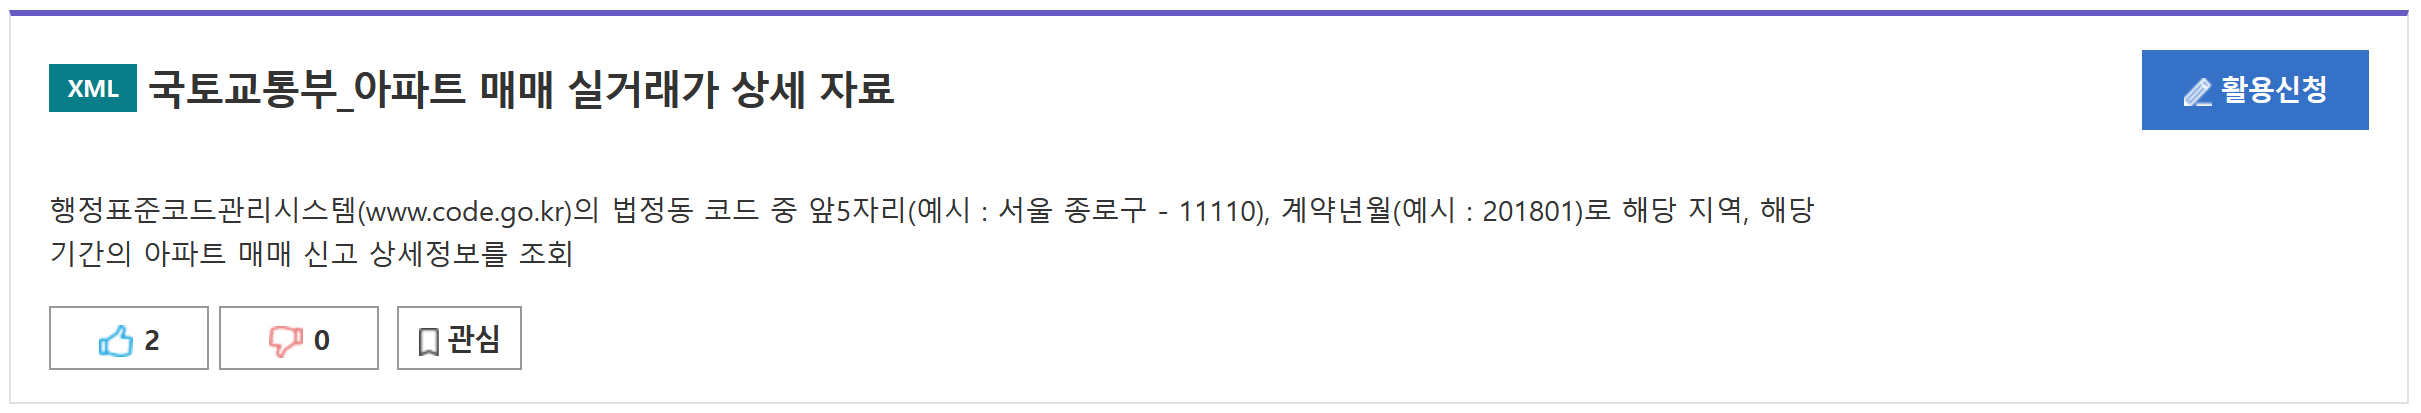 XML 국토교통부_아파트 매매 실거래가 상세 자료
활용신청
행정표준코드관리시스템(www.code.go.kr)의 법정동 코드 중 앞5자리(예시 : 서울 종로구 - 11110), 계약년월(예시 : 201801)로 해당 지역, 해당
기간의 아파트 매매 신고 상세정보를 조회
2 0 관심